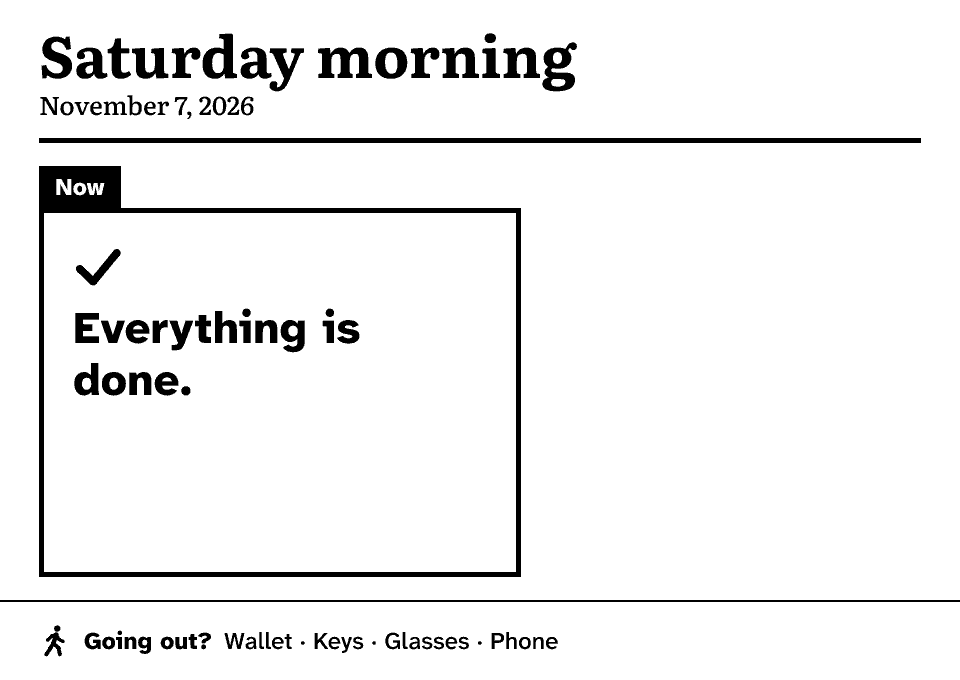 Saturday morning
November 7, 2026
Now
Everything is
done.
Going out? Wallet · Keys · Glasses · Phone